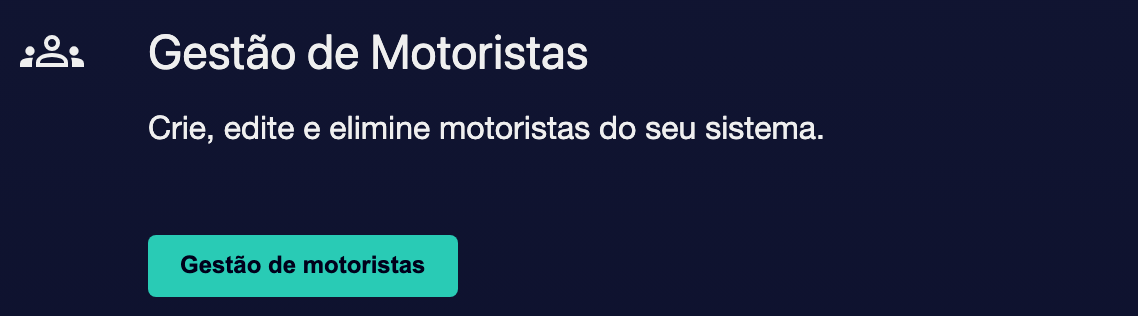 Gestão de Motoristas
Crie, edite e elimine motoristas do seu sistema.
Gestão de motoristas